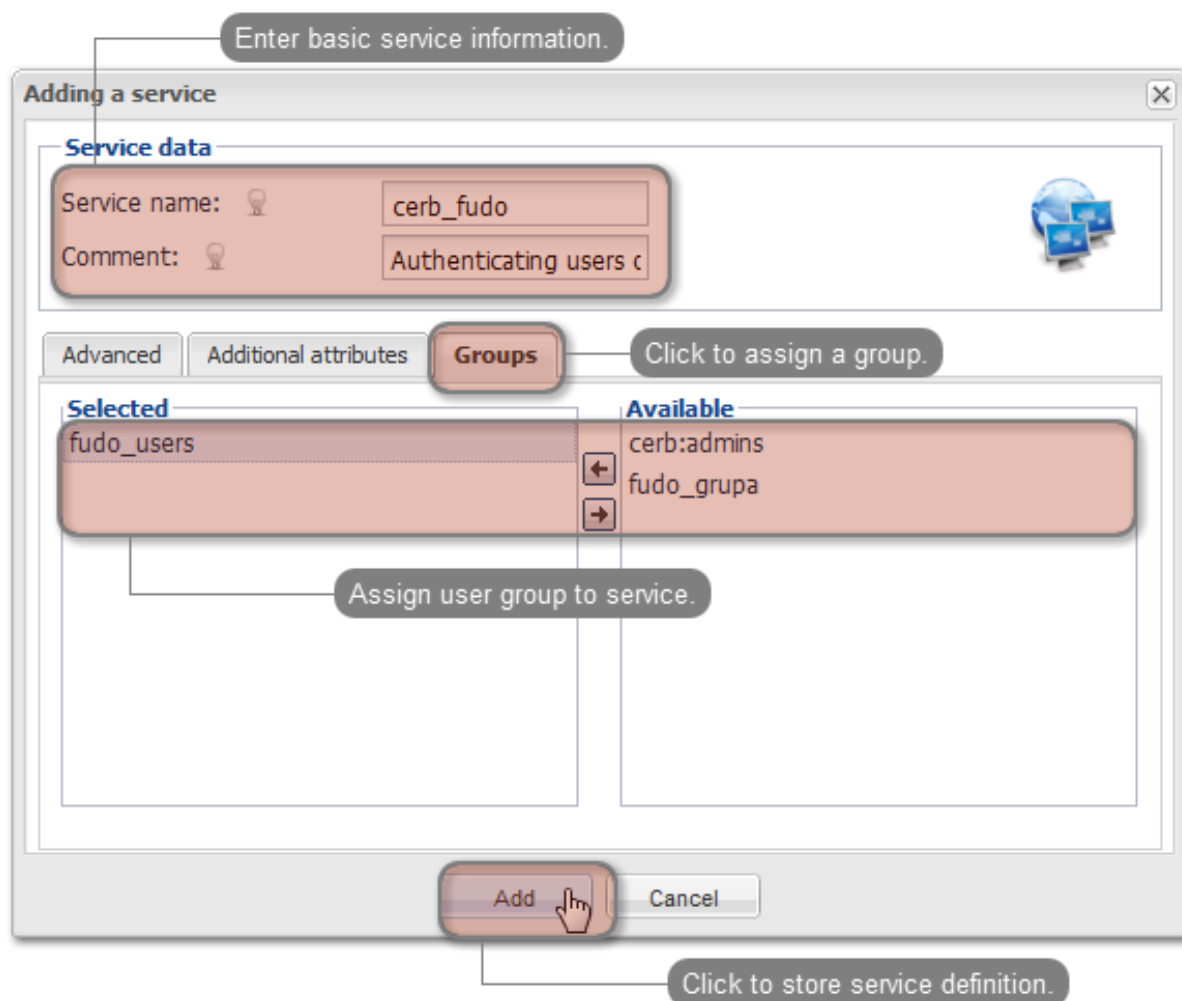 Enter basic service information.
Adding a service
Service data
Service name: cerb_fudo
Comment: Authenticating users
Advanced Additional attributes Groups Click to assign a group.
Selected Available
fudo_users cerb:admins
fudo_grupa
Assign user group to service.
Add Cancel
Click to store service definition.